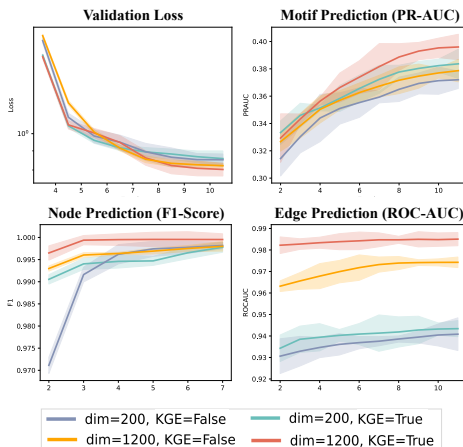 Validation Loss
Motif Prediction (PR-AUC)
Loss
10⁰
4 5 6 7 8 9 10
PRAUC
0.40
0.38
0.36
0.34
0.32
0.30
2 4 6 8 10
Node Prediction (F1-Score)
Edge Prediction (ROC-AUC)
F1
1.000
0.995
0.990
0.985
0.980
0.975
0.970
2 3 4 5 6 7
ROCAUC
0.99
0.98
0.97
0.96
0.95
0.94
0.93
0.92
2 4 6 8 10
dim=200, KGE=False
dim=200, KGE=True
dim=1200, KGE=False
dim=1200, KGE=True